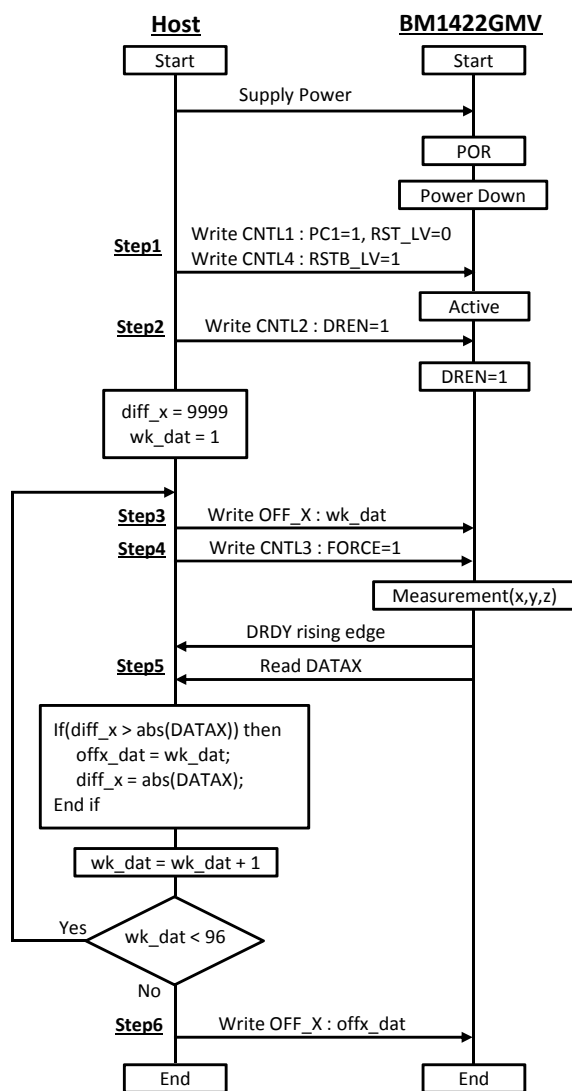 Host
BM1422GMV
Start
Start
Supply Power
POR
Power Down
Step1
Write CNTL1 : PC1=1, RST_LV=0
Write CNTL4 : RSTB_LV=1
Active
Step2
Write CNTL2 : DREN=1
DREN=1
diff_x = 9999
wk_dat = 1
Step3
Write OFF_X : wk_dat
Step4
Write CNTL3 : FORCE=1
Measurement(x,y,z)
DRDY rising edge
Step5
Read DATAX
If(diff_x > abs(DATAX)) then
offx_dat = wk_dat;
diff_x = abs(DATAX);
End if
wk_dat = wk_dat + 1
Yes
wk_dat < 96
No
Step6
Write OFF_X : offx_dat
End
End